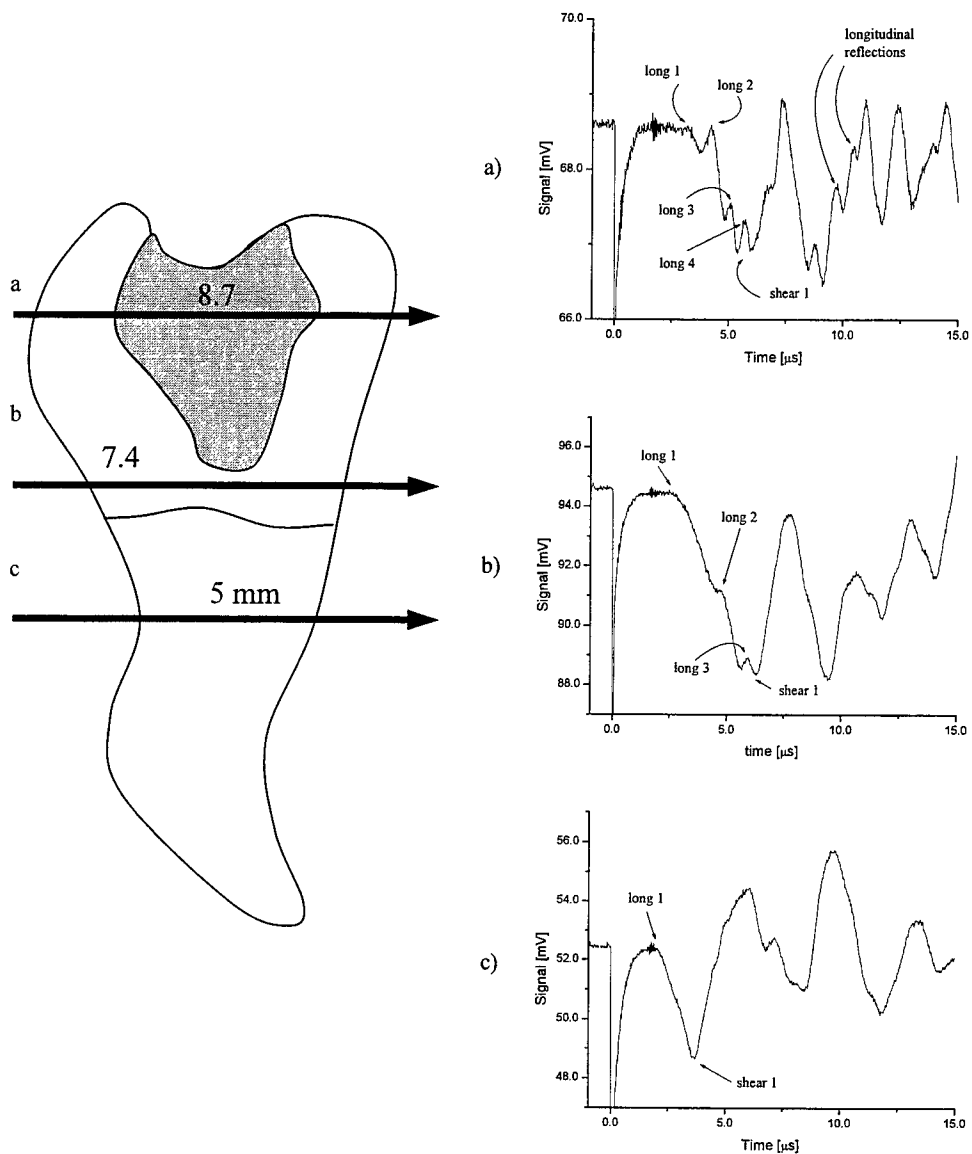 a
8.7
b
7.4
c
5 mm
a)
70.0
68.0
66.0
Signal [mV]
long 1
long 2
longitudinal
reflections
long 3
long 4
shear 1
0.0 5.0 10.0 15.0
Time [μs]
b)
96.0
94.0
92.0
90.0
88.0
Signal [mV]
long 1
long 2
long 3
shear 1
0.0 5.0 10.0 15.0
time [μs]
c)
56.0
54.0
52.0
50.0
48.0
Signal [mV]
long 1
shear 1
0.0 5.0 10.0 15.0
Time [μs]